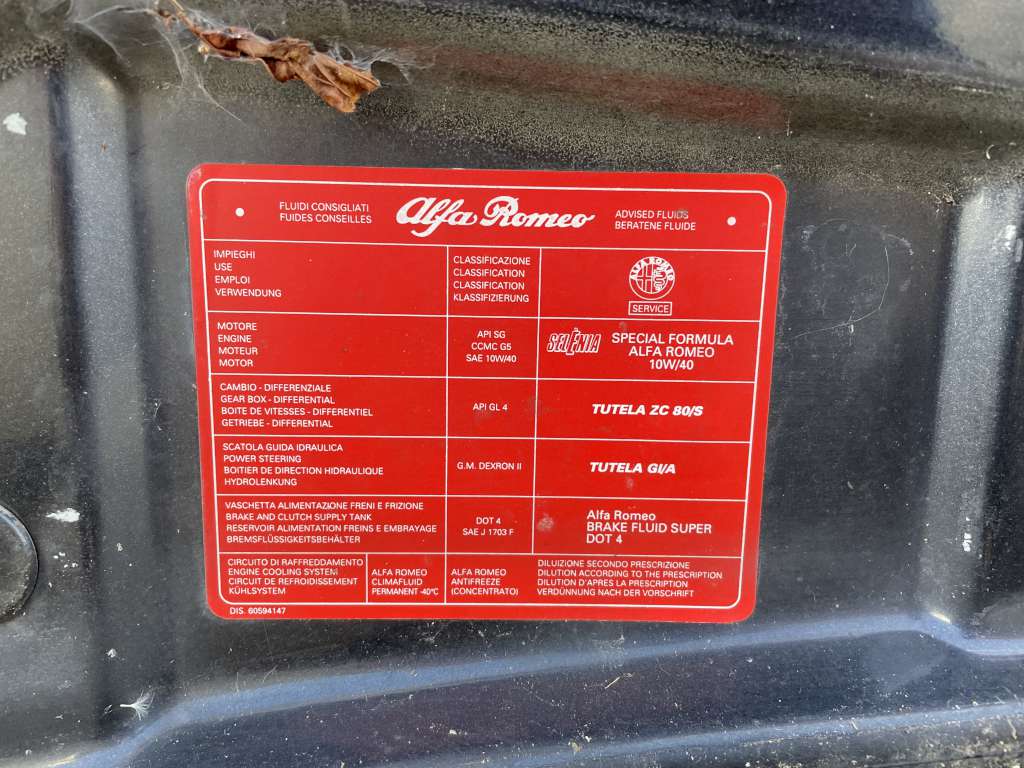 FLUIDI CONSIGLIATI
FUIDES CONSEILLES
Alfa Romeo
ADVISED FLUIDS
BERATENE FLUIDE
IMPIEGHI
USE
EMPLOI
VERWENDUNG
CLASSIFICAZIONE
CLASSIFICATION
CLASSIFICATION
KLASSIFIZIERUNG
ALFA ROMEO
SERVICE
MOTORE
ENGINE
MOTEUR
MOTOR
API SG
CCMC G5
SAE 10W/40
SELÈNIA
SPECIAL FORMULA
ALFA ROMEO
10W/40
CAMBIO - DIFFERENZIALE
GEAR BOX - DIFFERENTIAL
BOITE DE VITESSES - DIFFERENTIEL
GETRIEBE - DIFFERENTIAL
API GL 4
TUTELA ZC 80/S
SCATOLA GUIDA IDRAULICA
POWER STEERING
BOITIER DE DIRECTION HIDRAULIQUE
HYDROLENKUNG
G.M. DEXRON II
TUTELA GI/A
VASCHETTA ALIMENTAZIONE FRENI E FRIZIONE
BRAKE AND CLUTCH SUPPLY TANK
RESERVOIR ALIMENTATION FREINS E EMBRAYAGE
BREMSFLÜSSIGKEITSBEHÄLTER
DOT 4
SAE J 1703 F
Alfa Romeo
BRAKE FLUID SUPER
DOT 4
CIRCUITO DI RAFFREDDAMENTO
ENGINE COOLING SYSTEM
CIRCUIT DE REFROIDISSEMENT
KÜHLSYSTEM
ALFA ROMEO
CLIMAFLUID
PERMANENT -40°C
ALFA ROMEO
ANTIFREEZE
(CONCENTRATO)
DILUIZIONE SECONDO PRESCRIZIONE
DILUTION ACCORDING TO THE PRESCRIPTION
DILUTION D'APRES LA PRESCRIPTION
VERDÜNNUNG NACH DER VORSCHRIFT
DIS. 60594147